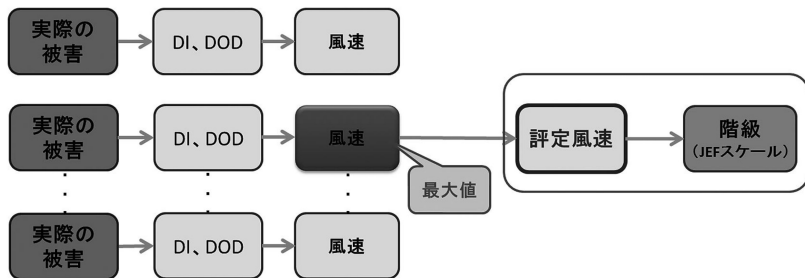 実際の
被害
DI、DOD
風速
実際の
被害
DI、DOD
風速
評定風速
階級
(JEFスケール)
最大値
実際の
被害
DI、DOD
風速